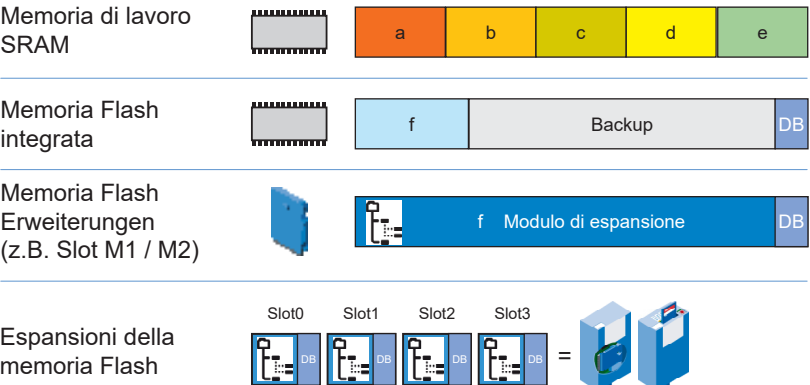 Memoria di lavoro
SRAM
a b c d e
Memoria Flash
integrata
f Backup DB
Memoria Flash
Erweiterungen
(z.B. Slot M1 / M2)
f Modulo di espansione DB
Slot0 Slot1 Slot2 Slot3
Espansioni della
memoria Flash
DB DB DB DB =